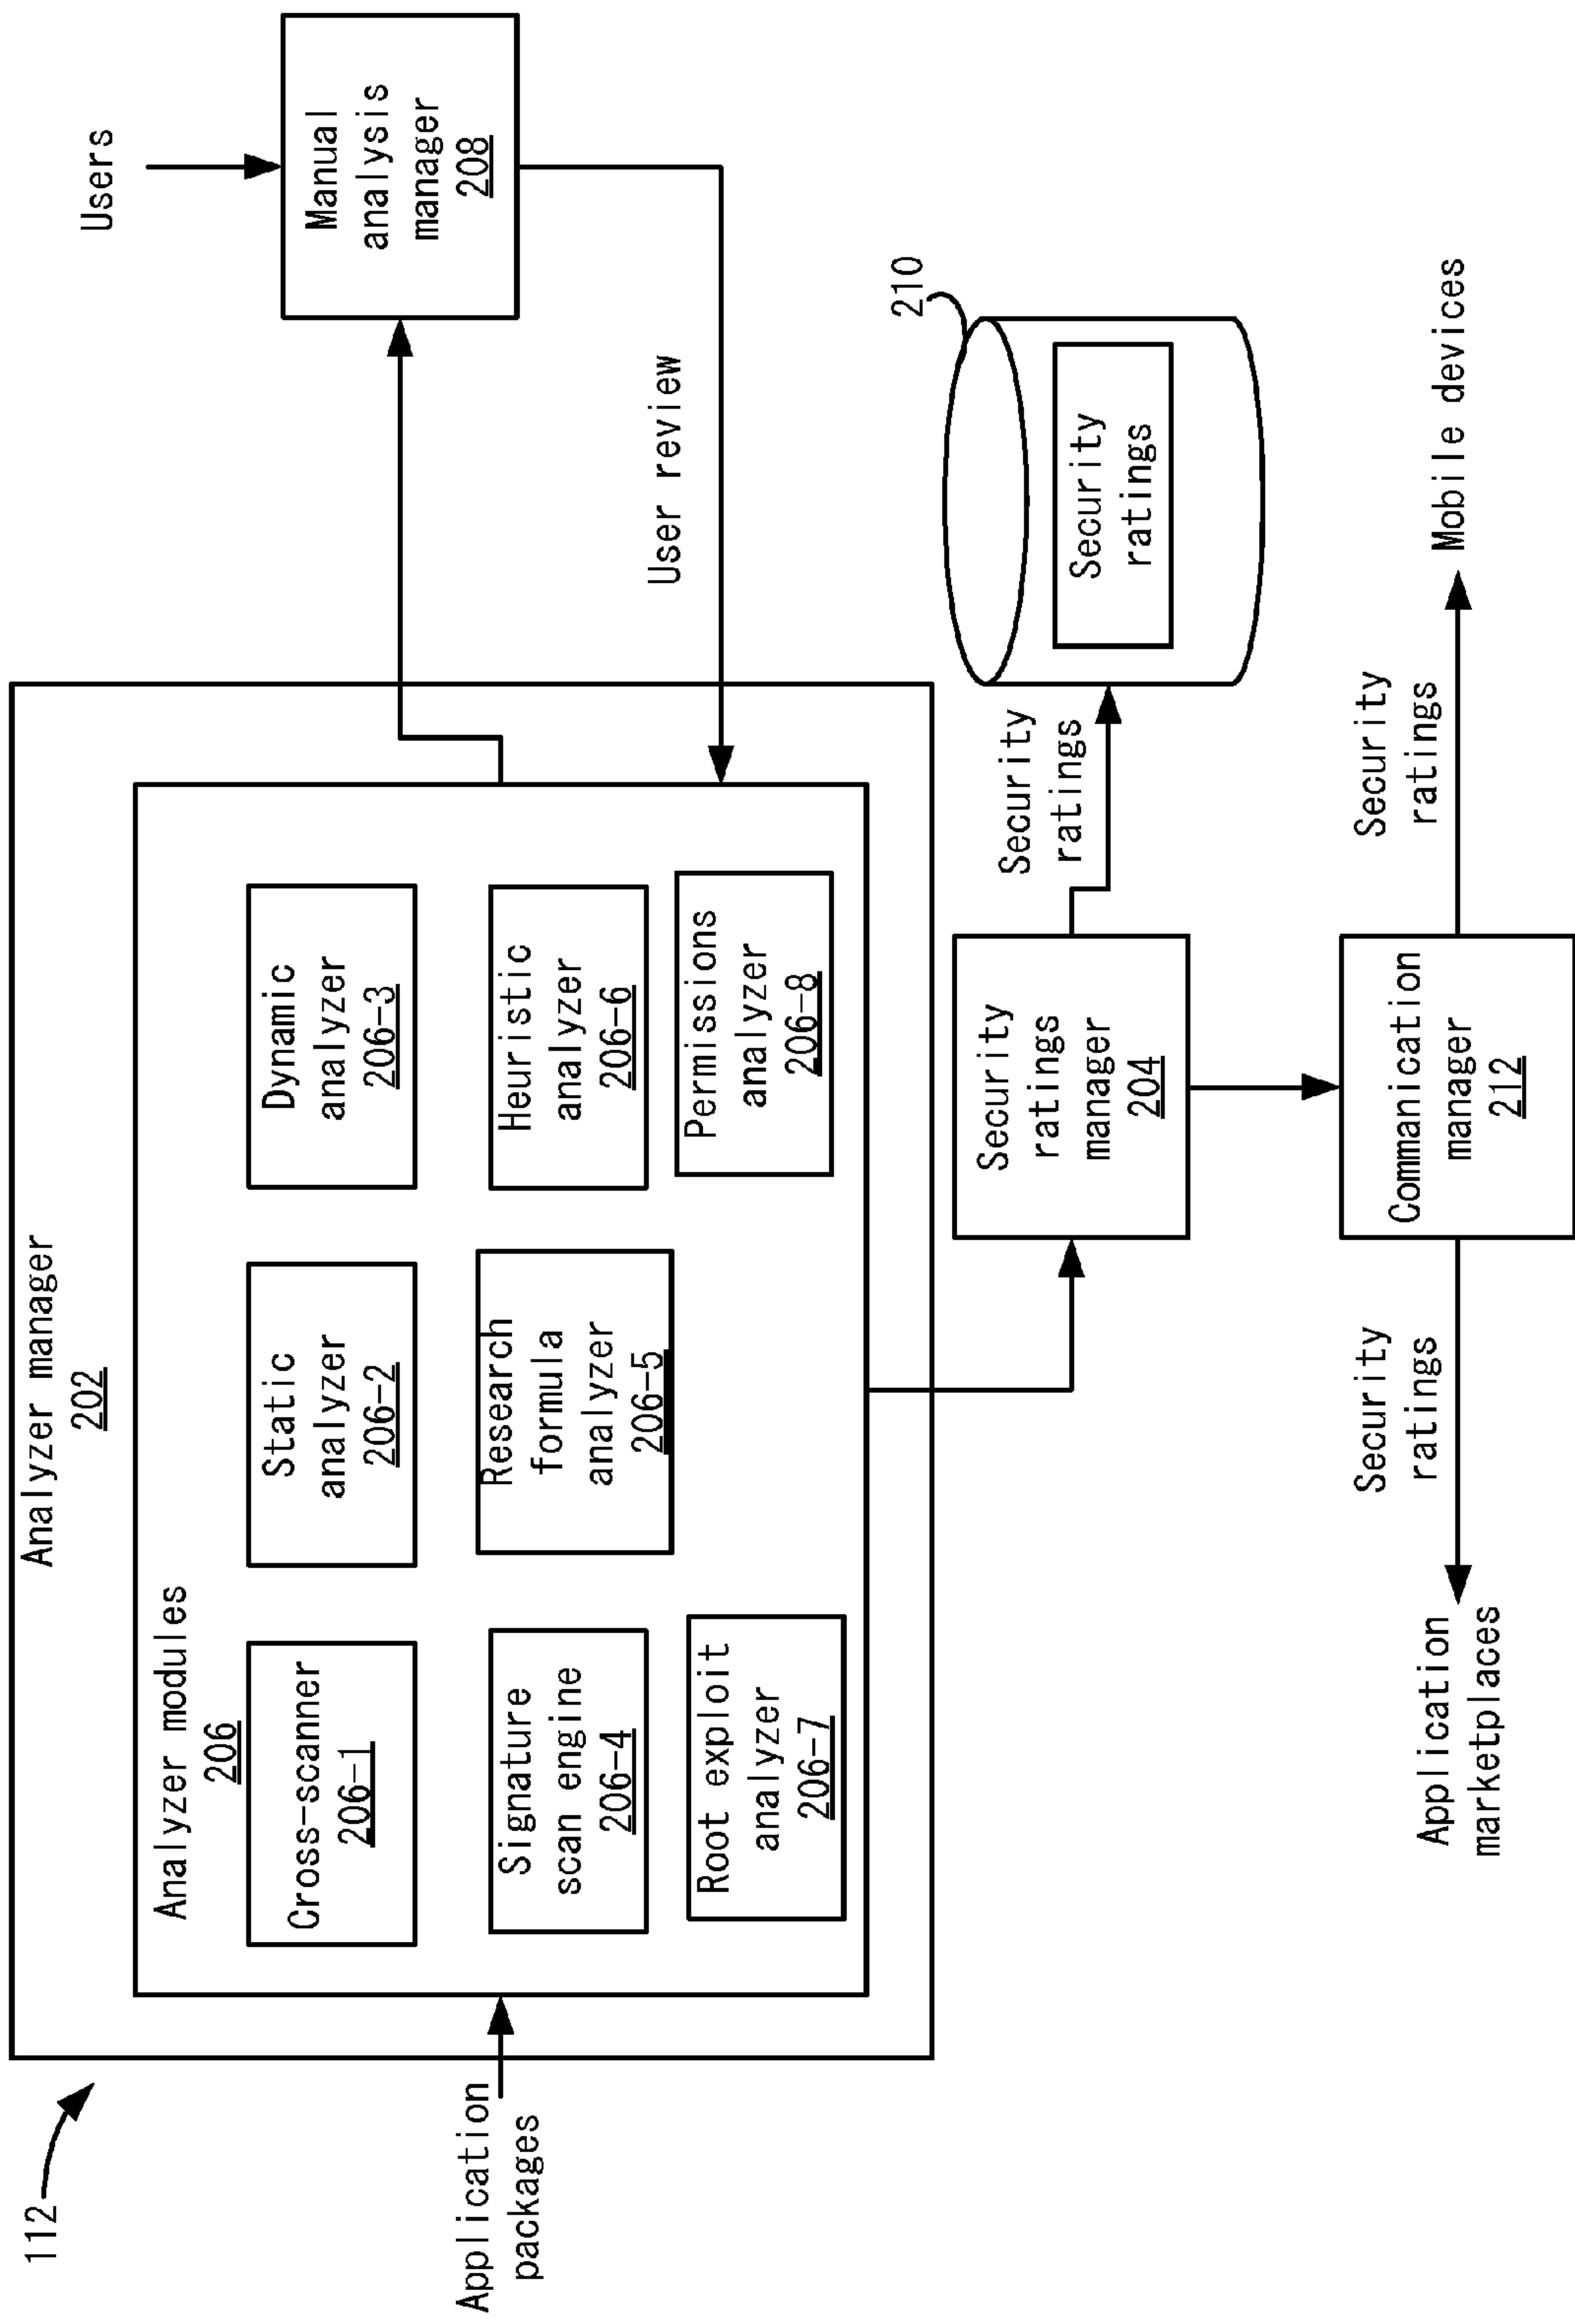 112
Analyzer manager
202
Analyzer modules
206
Cross-scanner
206-1
Static
analyzer
206-2
Dynamic
analyzer
206-3
Signature
scan engine
206-4
Research
formula
analyzer
206-5
Heuristic
analyzer
206-6
Root exploit
analyzer
206-7
Permissions
analyzer
206-8
Application
packages
Users
Manual
analysis
manager
208
User review
Security
ratings
manager
204
Security
ratings
210
Security
ratings
Commanication
manager
212
Security
ratings
Application
marketplaces
Security
ratings
Mobile devices